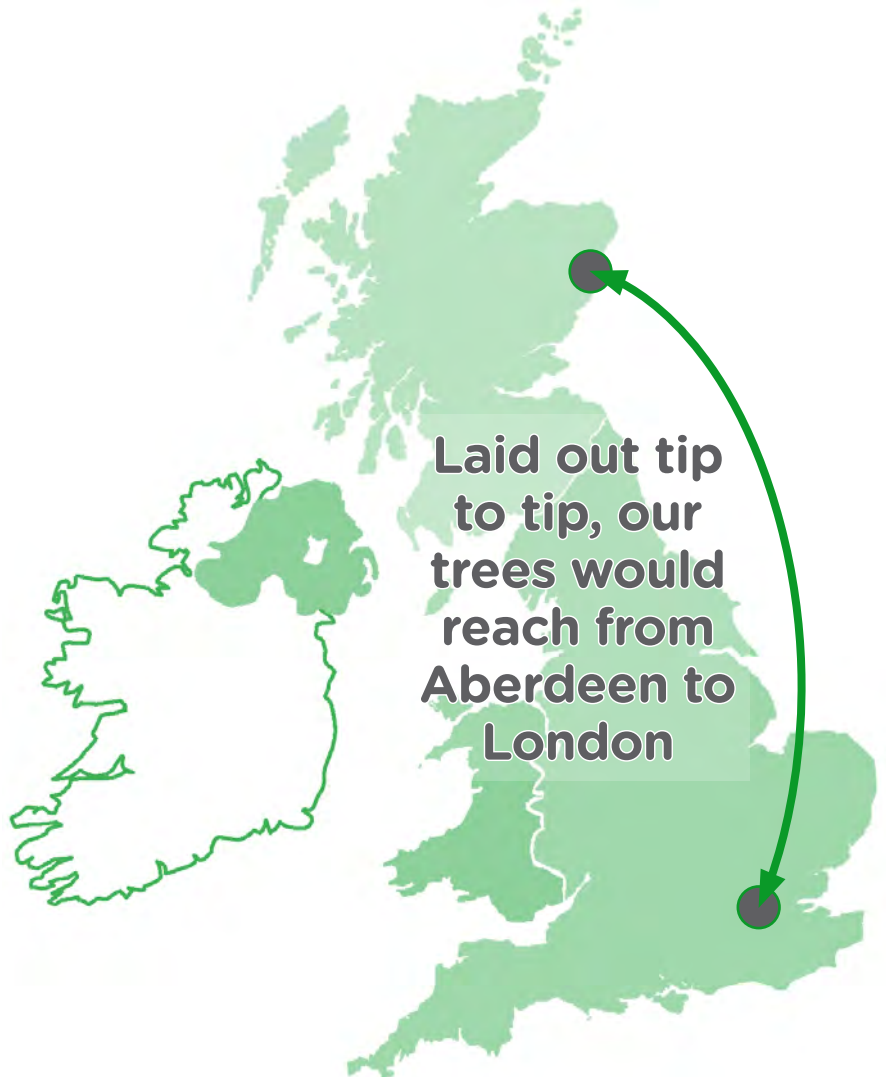 Laid out tip
to tip, our
trees would
reach from
Aberdeen to
London